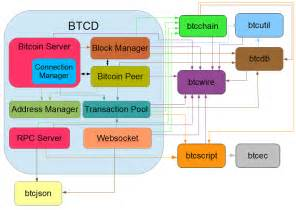 BTCD
Bitcoin Server
Block Manager
btcchain
btcutil
Connection
Manager
Bitcoin Peer
btcdb
btcwire
Address Manager
Transaction Pool
RPC Server
Websocket
btcscript
btcec
btcjson